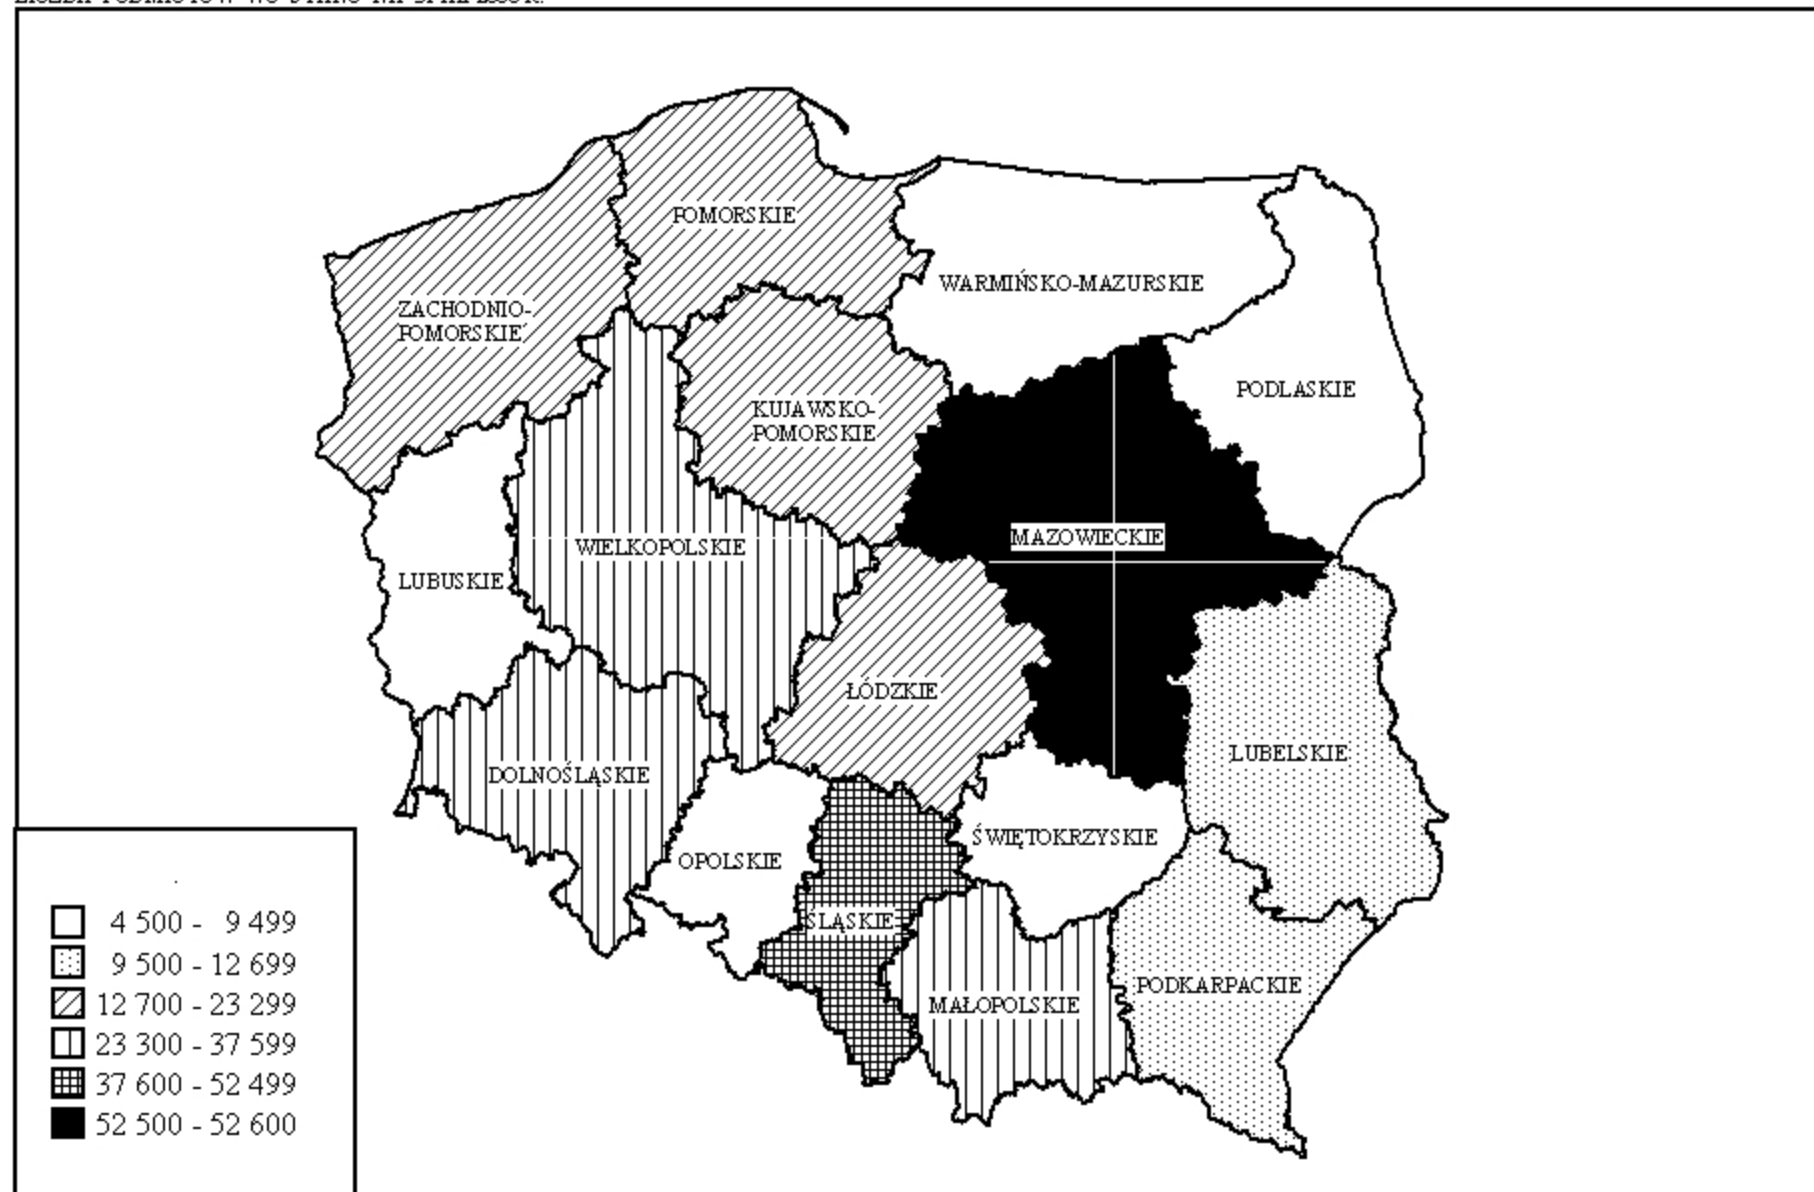 POMORSKIE
WARMIŃSKO-MAZURSKIE
ZACHODNIO-
POMORSKIE
PODLASKIE
KUJAWSKO-
POMORSKIE
MAZOWIECKIE
WIELKOPOLSKIE
LUBUSKIE
ŁÓDZKIE
LUBELSKIE
DOLNOŚLĄSKIE
ŚWIĘTOKRZYSKIE
OPOLSKIE
ŚLĄSKIE
PODKARPACKIE
MAŁOPOLSKIE
4 500 - 9 499
9 500 - 12 699
12 700 - 23 299
23 300 - 37 599
37 600 - 52 499
52 500 - 52 600